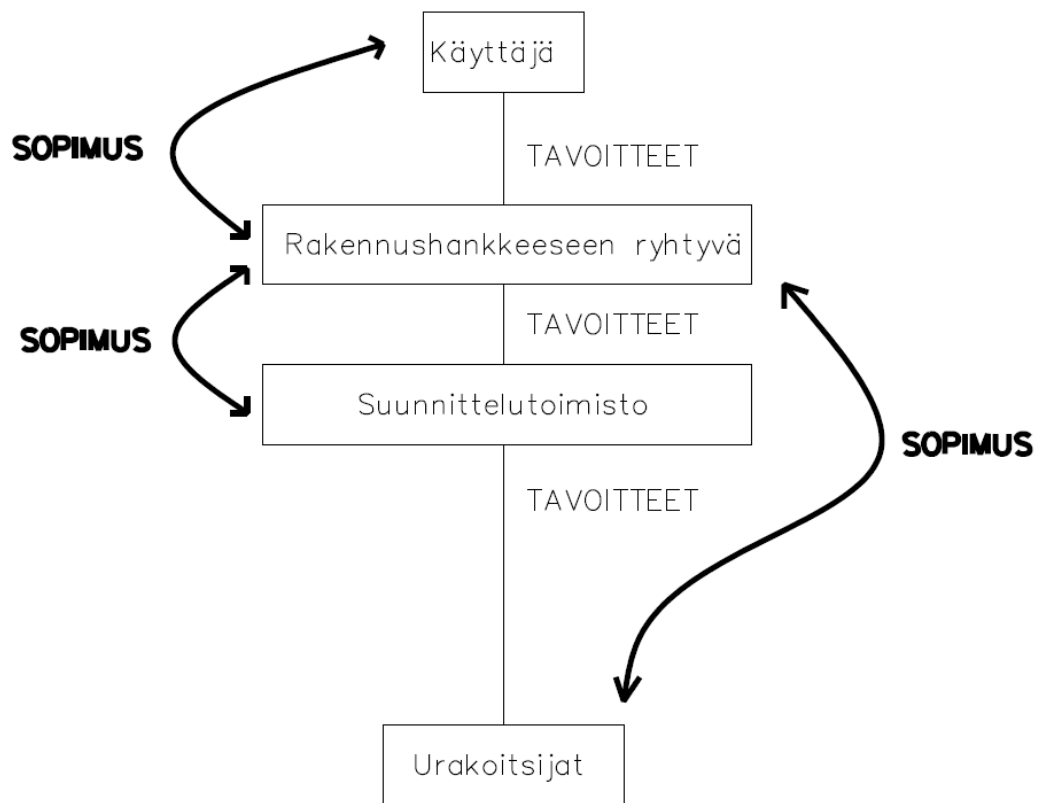 Käyttäjä
SOPIMUS
TAVOITTEET
Rakennushankkeeseen ryhtyvä
TAVOITTEET
SOPIMUS
Suunnittelutoimisto
SOPIMUS
TAVOITTEET
Urakoitsijat